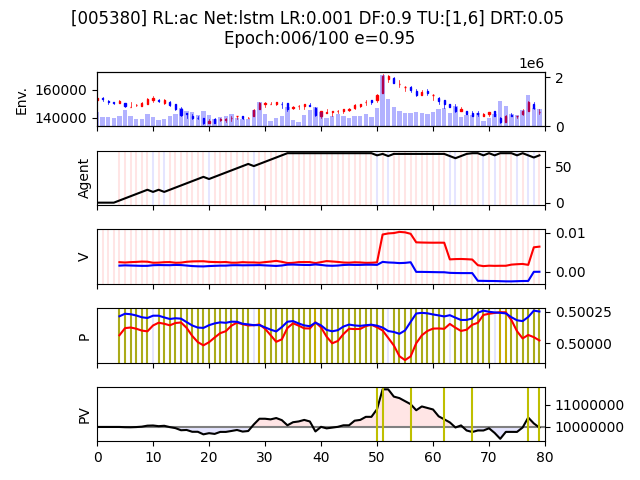 [005380] RL:ac Net:lstm LR:0.001 DF:0.9 TU:[1,6] DRT:0.05
Epoch:006/100 e=0.95
1e6
Env.
160000
140000
2
0
Agent
50
0
V
0.01
0.00
P
0.50025
0.50000
PV
11000000
10000000
0 10 20 30 40 50 60 70 80